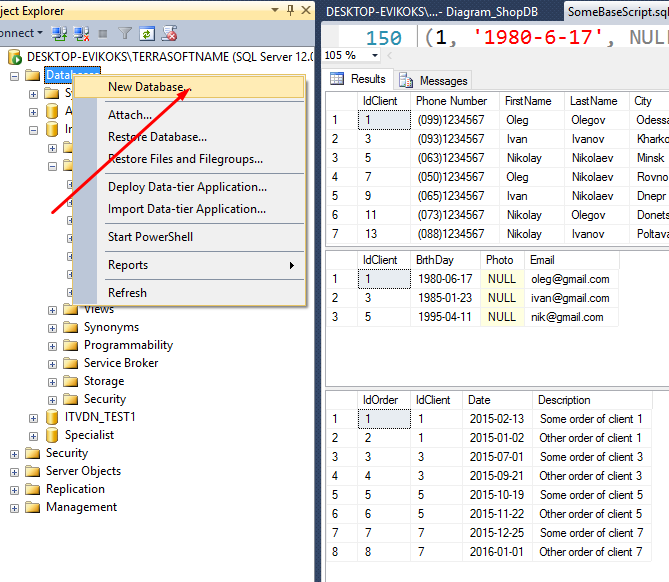 ject Explorer
onnect
DESKTOP-EVIKOKS\TERRASOFTNAME (SQL Server 12.0
New Database...
Attach...
Restore Database...
Restore Files and Filegroups...
Deploy Data-tier Application...
Import Data-tier Application...
Start PowerShell
Reports
Refresh
Views
Synonyms
Programmability
Service Broker
Storage
Security
ITVDN_TEST1
Specialist
Security
Server Objects
Replication
Management
DESKTOP-EVIKOKS\...- Diagram_ShopDB
SomeBaseScript.sql
150 (1, '1980-6-17', NUL
105 %
Results Messages
IdClient Phone Number FirstName LastName City
1 1 (099)1234567 Oleg Olegov Odessa
2 3 (093)1234567 Ivan Ivanov Kharko
3 5 (063)1234567 Nikolay Nikolaev Minsk
4 7 (050)1234567 Oleg Nikolaev Rovno
5 9 (065)1234567 Ivan Nikolaev Dnepr
6 11 (073)1234567 Nikolay Olegov Donets
7 13 (088)1234567 Nikolay Ivanov Poltava
IdClient BrthDay Photo Email
1 1 1980-06-17 NULL oleg@gmail.com
2 3 1985-01-23 NULL ivan@gmail.com
3 5 1995-04-11 NULL nik@gmail.com
IdOrder IdClient Date Description
1 1 1 2015-02-13 Some order of client 1
2 2 1 2015-01-02 Other order of client 1
3 3 3 2015-07-01 Some order of client 3
4 4 3 2015-09-21 Other order of client 3
5 5 5 2015-10-19 Some order of client 5
6 6 5 2015-11-22 Other order of client 5
7 7 7 2015-12-25 Some order of client 7
8 8 7 2016-01-01 Other order of client 7